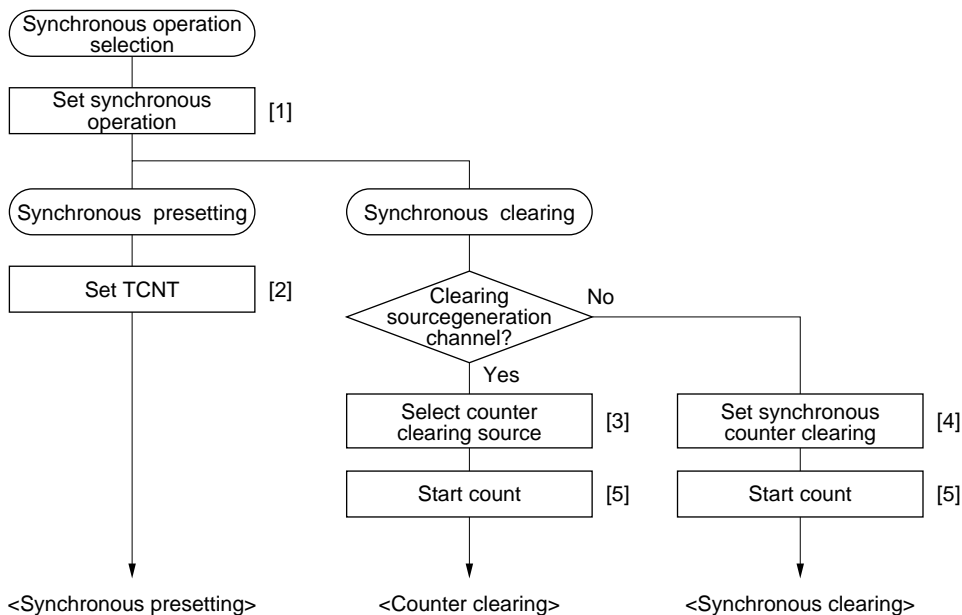 Synchronous operation
selection
Set synchronous
operation
[1]
Synchronous presetting
Synchronous clearing
Set TCNT
[2]
Clearing
sourcegeneration
channel?
No
Yes
Select counter
clearing source
[3]
Set synchronous
counter clearing
[4]
Start count
[5]
Start count
[5]
<Synchronous presetting>
<Counter clearing>
<Synchronous clearing>